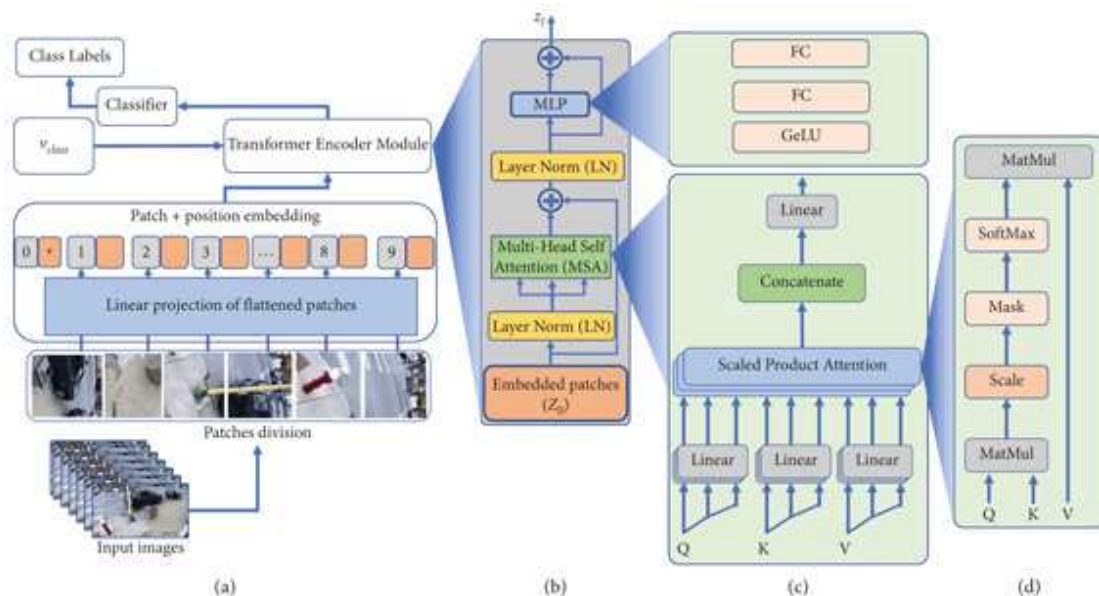 Class Labels
Classifier
v_class
Transformer Encoder Module
Patch + position embedding
0 * 1 2 3 ... 8 9
Linear projection of flattened patches
Patches division
Input images
(a)
z_l
MLP
Layer Norm (LN)
Multi-Head Self
Attention (MSA)
Layer Norm (LN)
Embedded patches
(Z_0)
(b)
FC
FC
GeLU
Linear
Concatenate
Scaled Product Attention
Linear Linear Linear
Q K V
(c)
MatMul
SoftMax
Mask
Scale
MatMul
Q K V
(d)